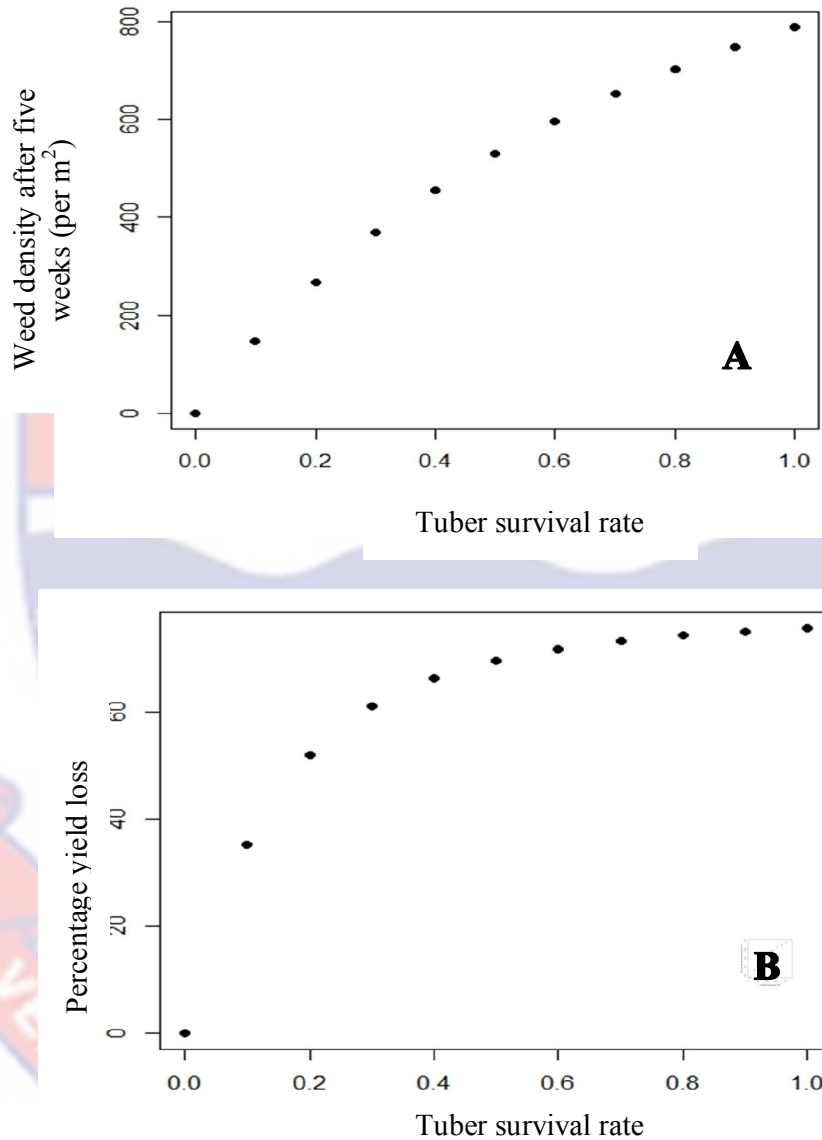 Weed density after five
weeks (per m²)
800
600
400
200
0
A
0.0 0.2 0.4 0.6 0.8 1.0
Tuber survival rate
Percentage yield loss
60
40
20
0
B
0.0 0.2 0.4 0.6 0.8 1.0
Tuber survival rate